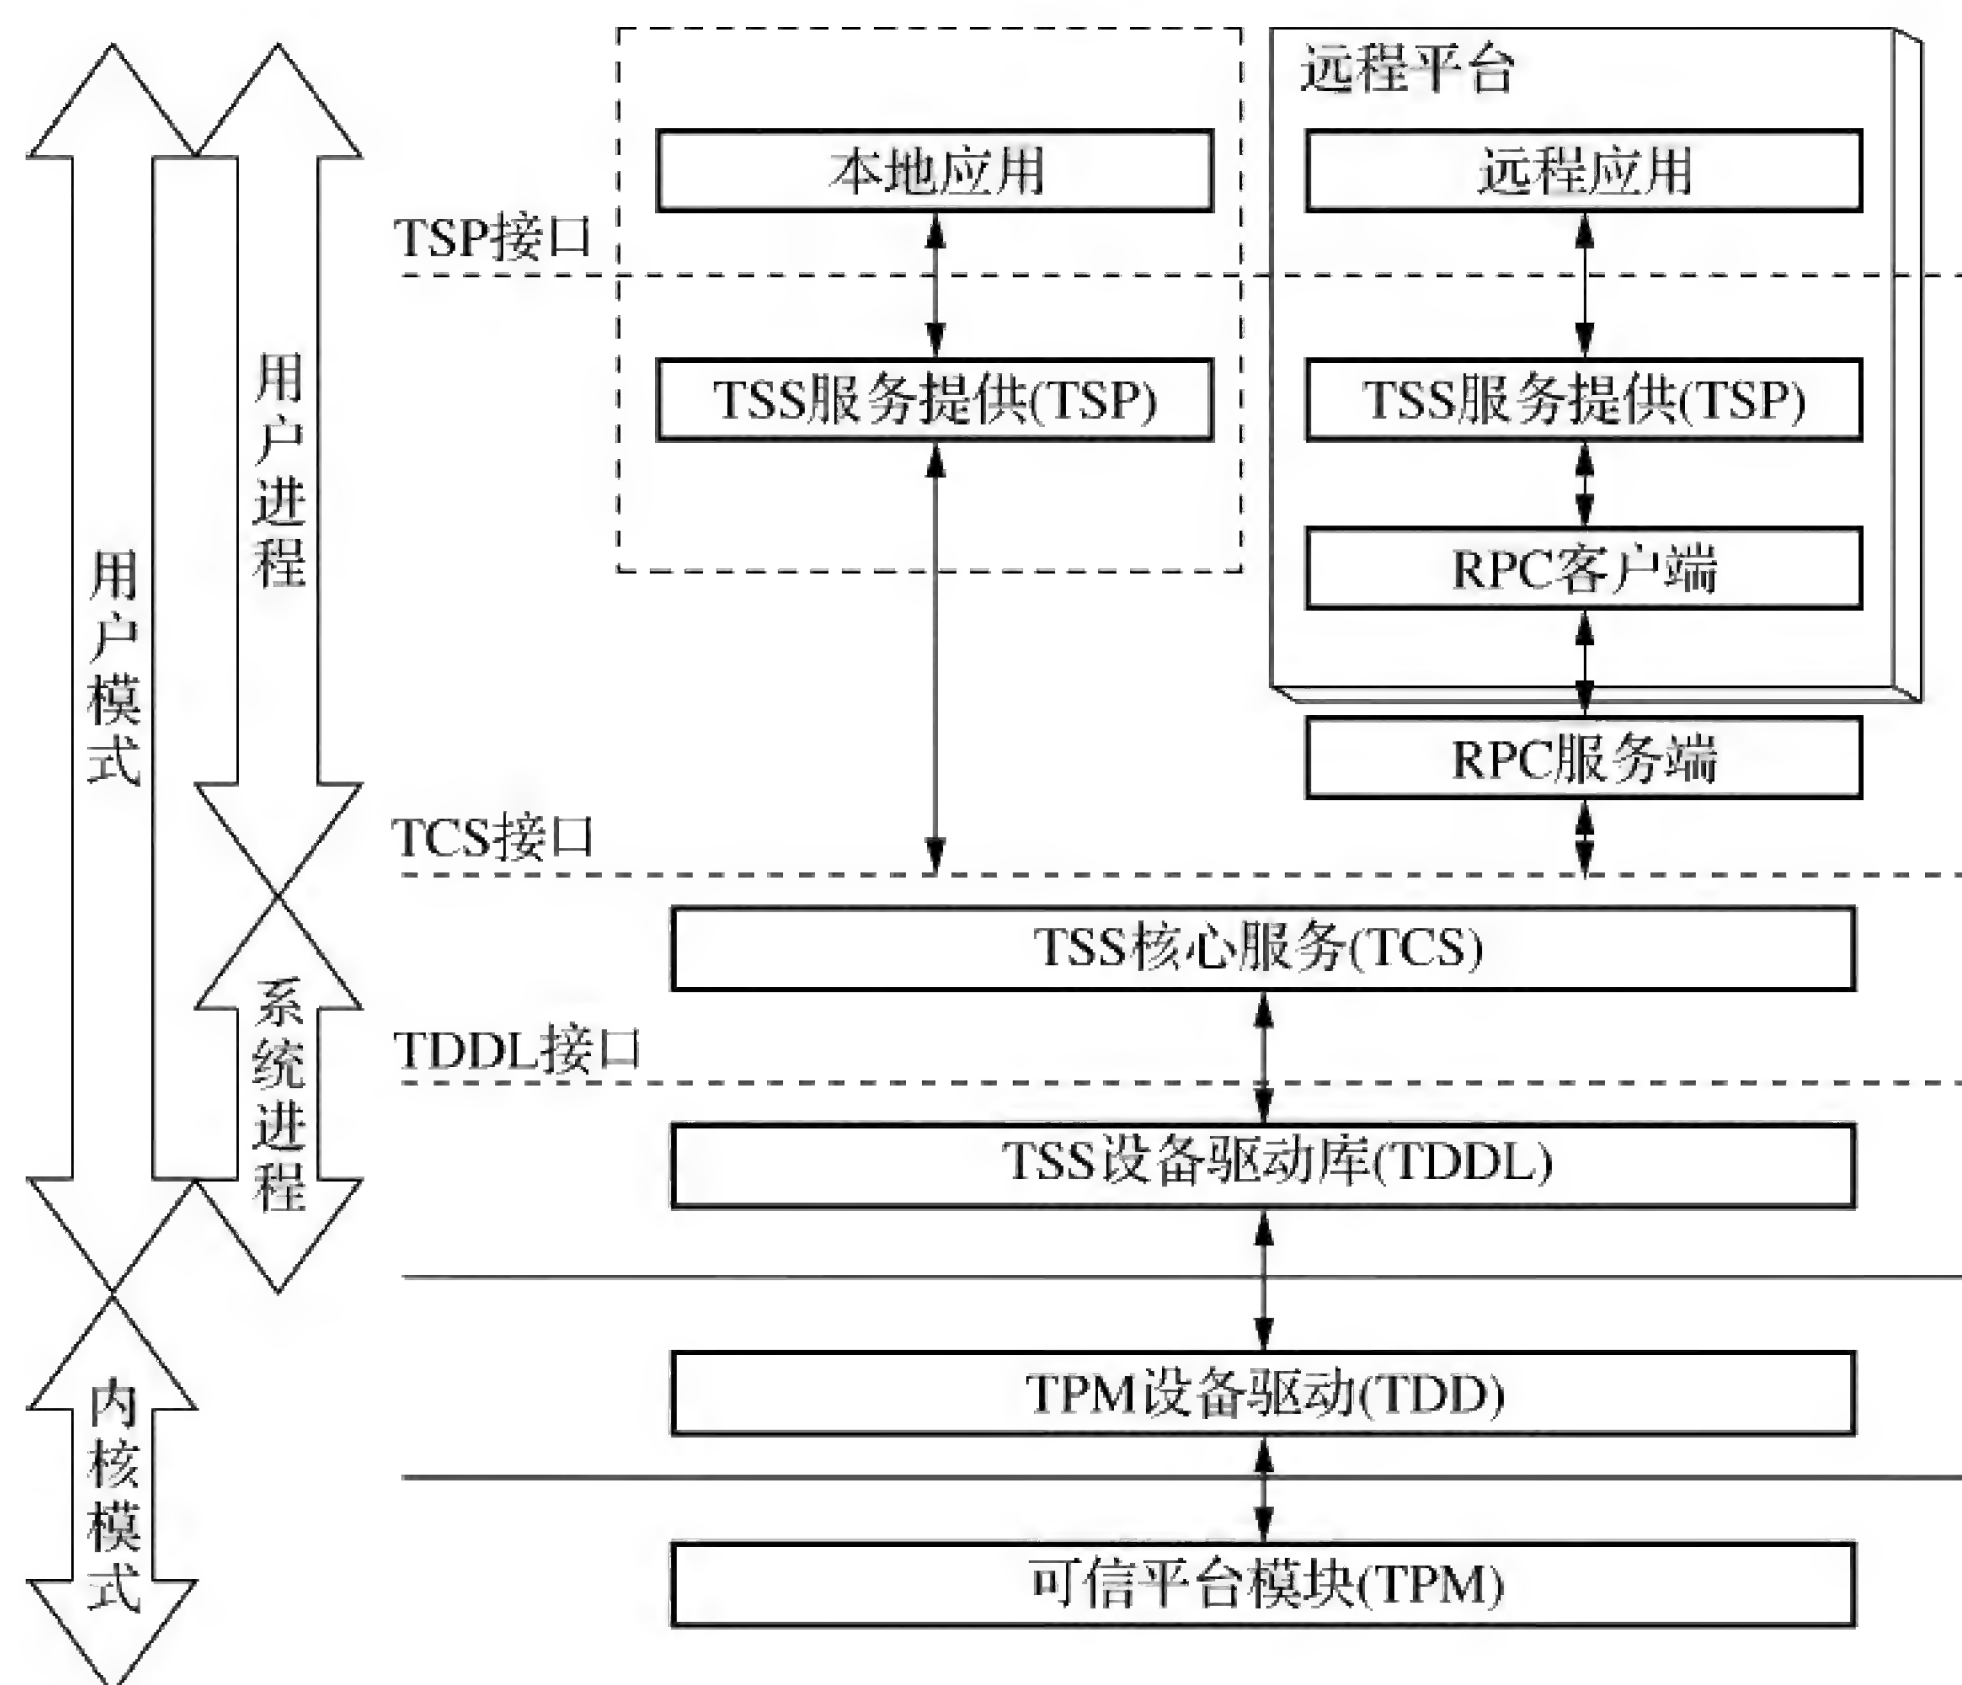 远程平台
本地应用
远程应用
TSP接口
TSS服务提供(TSP)
TSS服务提供(TSP)
RPC客户端
RPC服务端
TCS接口
TSS核心服务(TCS)
TDDL接口
TSS设备驱动库(TDDL)
TPM设备驱动(TDD)
可信平台模块(TPM)
用户模式
用户进程
系统进程
内核模式